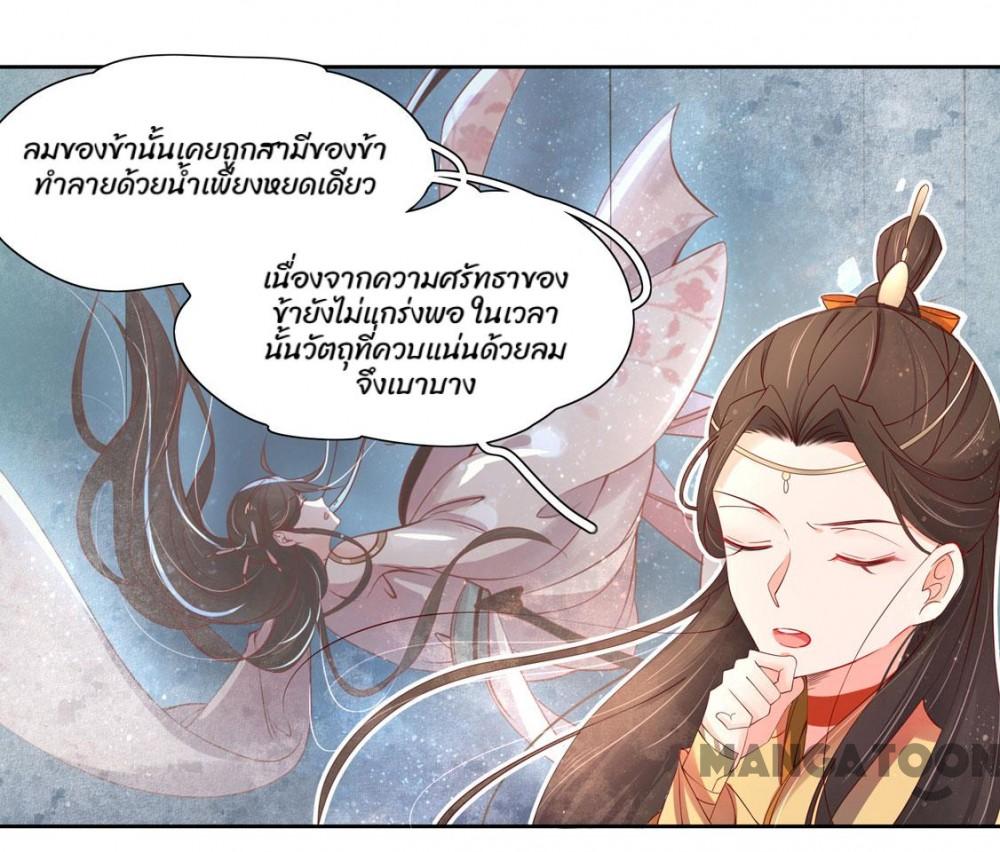 ลมของข้านั้นเคยถูกสามีของข้า
ทำลายด้วยน้ำเพียงหยดเดียว
เนื่องจากความศรัทธาของ
ข้ายังไม่แกร่งพอ ในเวลา
นั้นวัตถุที่ควบแน่นด้วยลม
จึงเบาบาง
MANGATOON